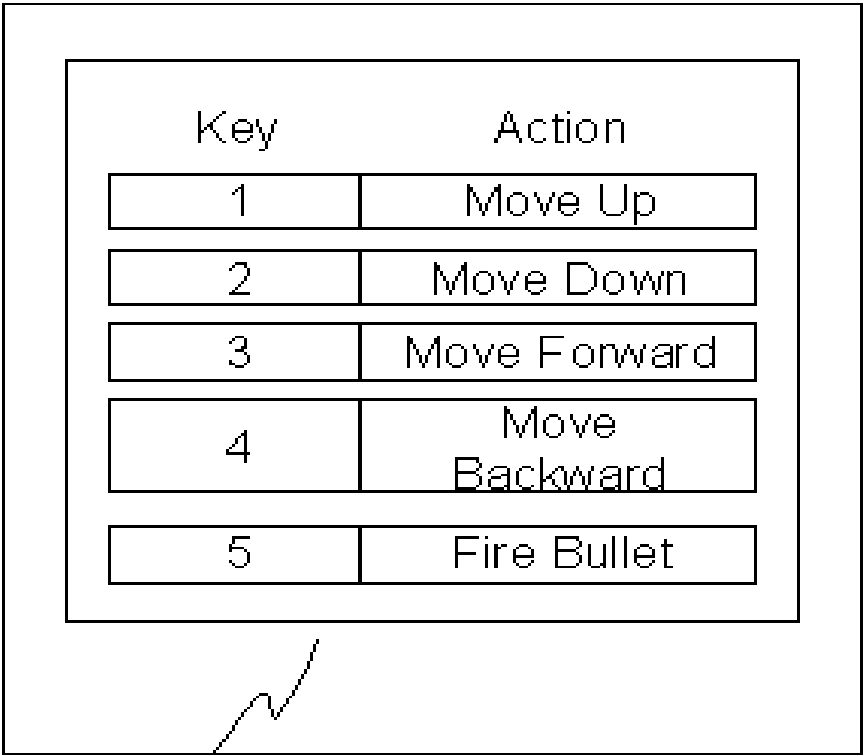 Key Action
1 Move Up
2 Move Down
3 Move Forward
4 Move
Backward
5 Fire Bullet